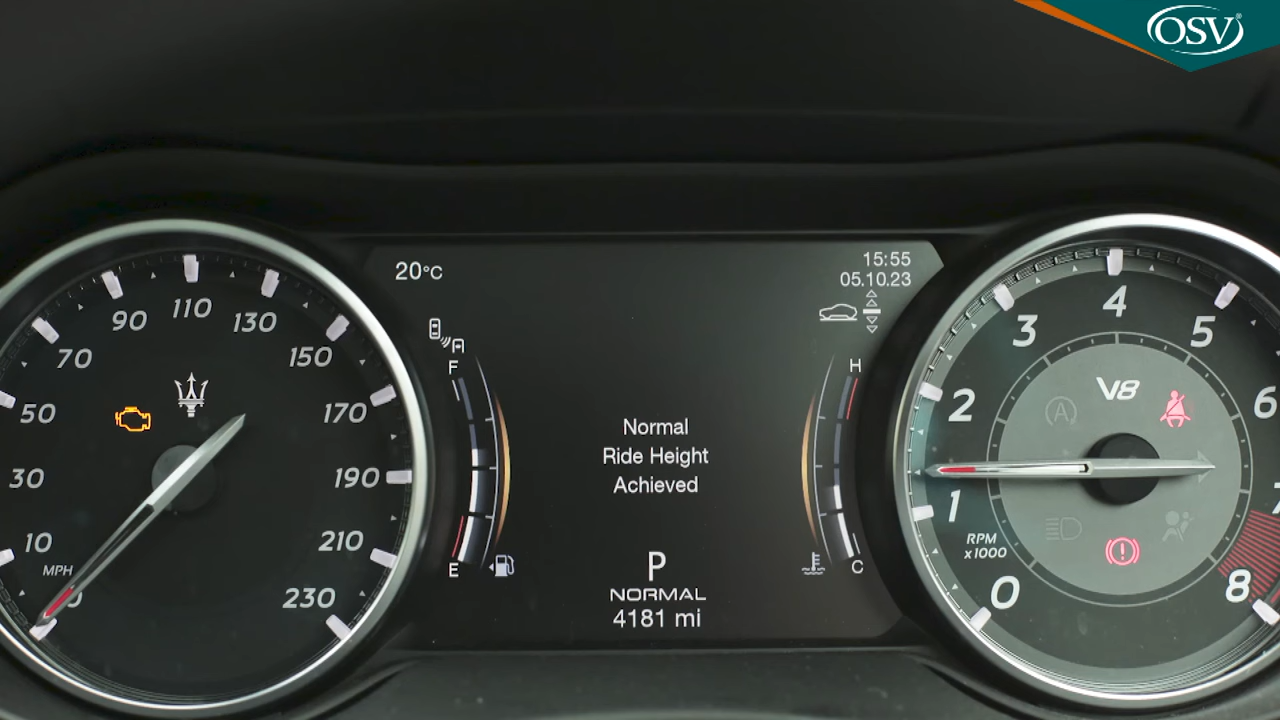 OSV®
20°C
15:55
05.10.23
F
H
Normal
Ride Height
Achieved
E
C
P
NORMAL
4181 mi
0
10
30
50
70
90
110
130
150
170
190
210
230
MPH
V8
A
0
1
2
3
4
5
6
7
8
RPM
x1000